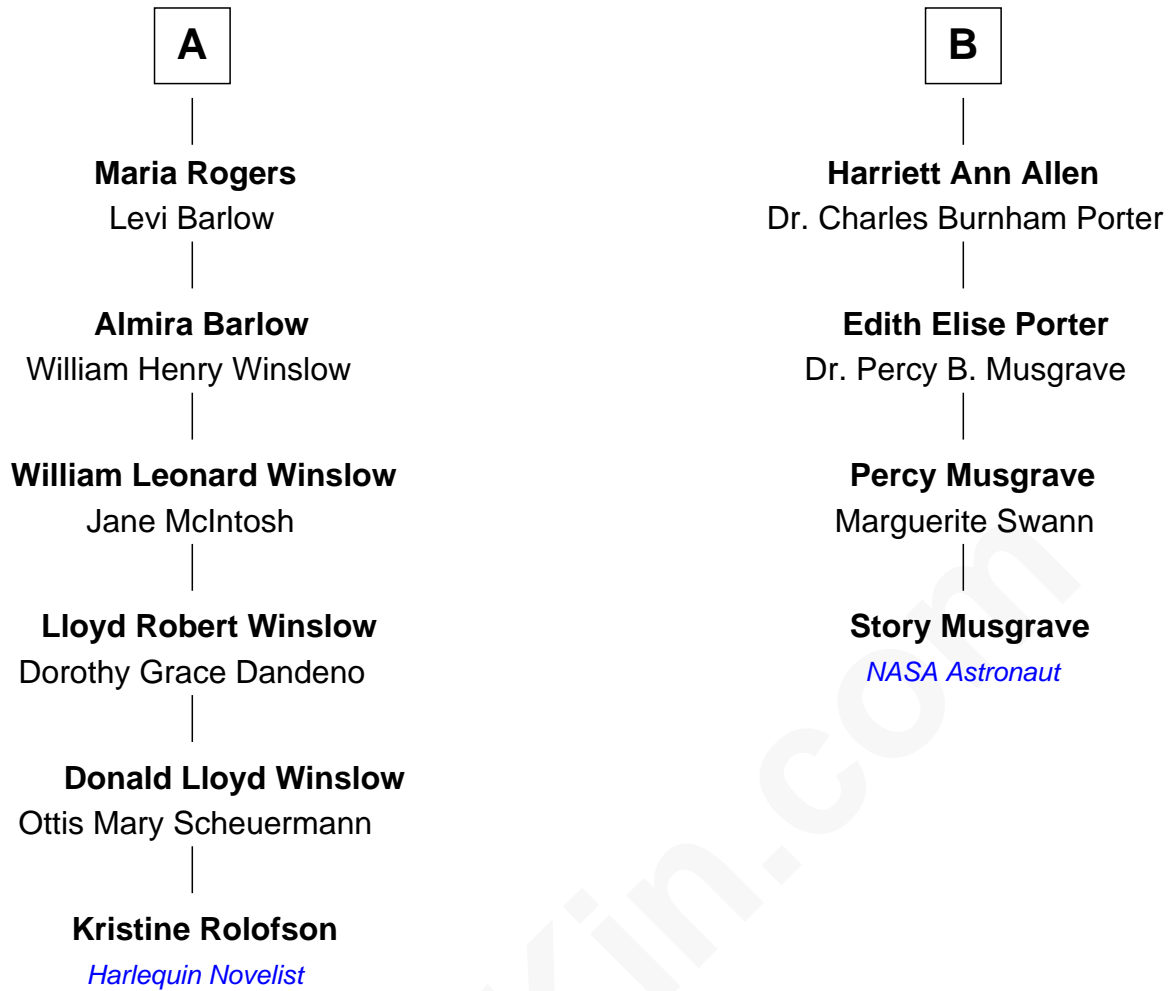 A
Maria Rogers
Levi Barlow
Almira Barlow
William Henry Winslow
William Leonard Winslow
Jane McIntosh
Lloyd Robert Winslow
Dorothy Grace Dandeno
Donald Lloyd Winslow
Ottis Mary Scheuermann
Kristine Rolofson
Harlequin Novelist
B
Harriett Ann Allen
Dr. Charles Burnham Porter
Edith Elise Porter
Dr. Percy B. Musgrave
Percy Musgrave
Marguerite Swann
Story Musgrave
NASA Astronaut